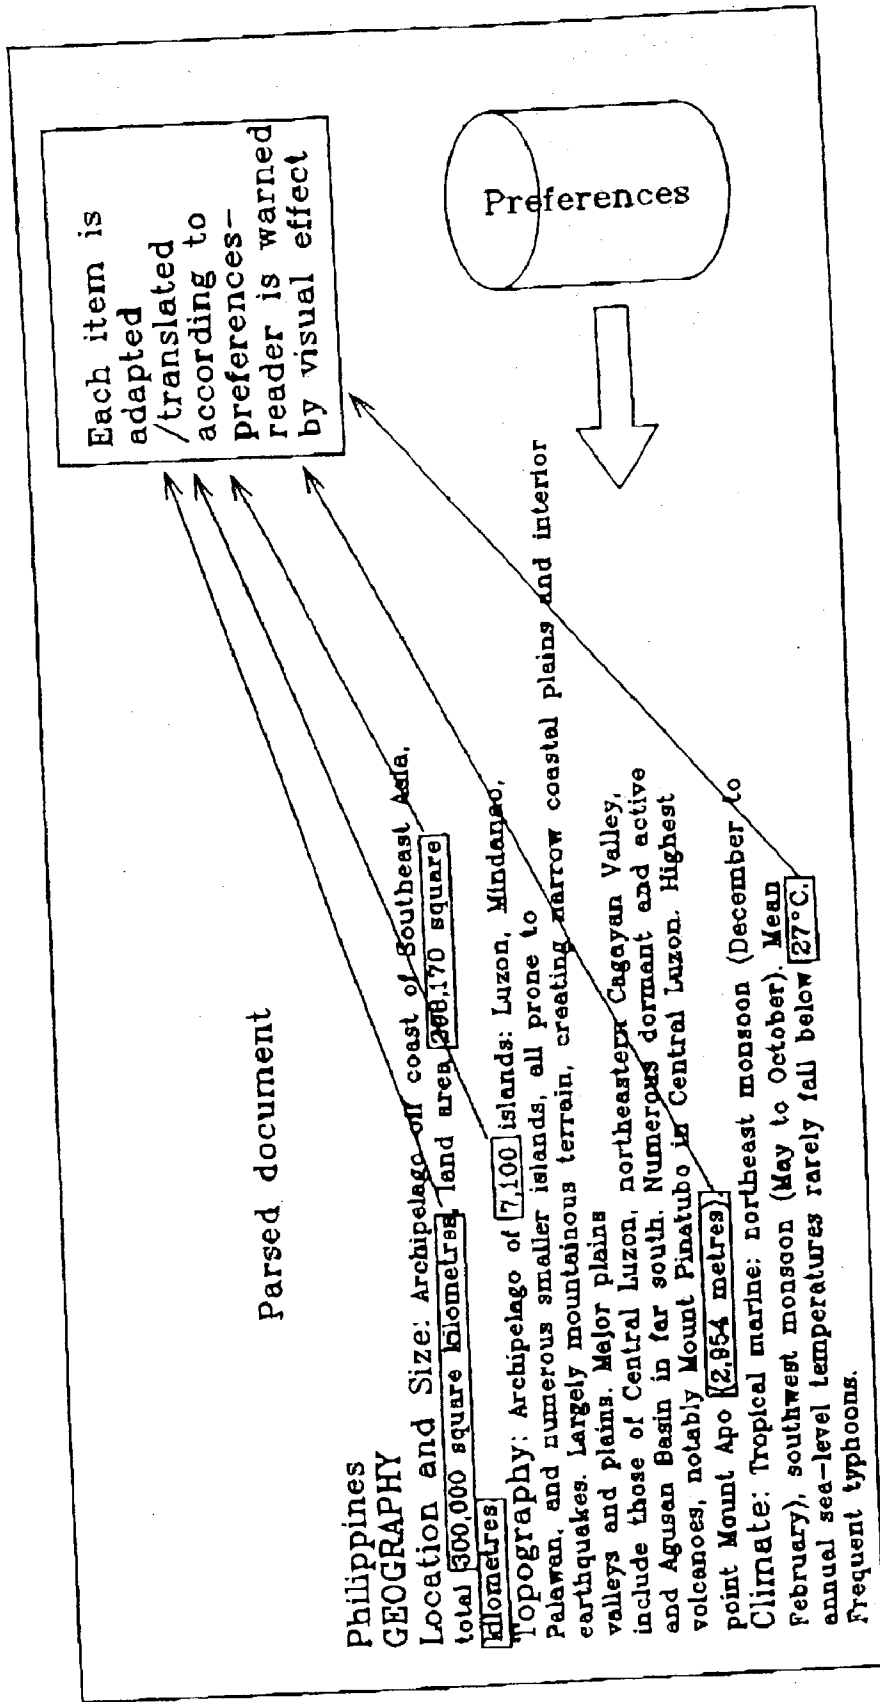 Parsed document
Each item is
adapted
/translated
according to
preferences-
reader is warned
by visual effect
Preferences
Philippines
GEOGRAPHY
Location and Size: Archipelago off coast of Southeast Asia,
total 300,000 square kilometres, land area 298,170 square
kilometres
Topography: Archipelago of 7,100 islands: Luzon, Mindanao,
Palawan, and numerous smaller islands, all prone to
earthquakes. Largely mountainous terrain, creating narrow coastal plains and interior
valleys and plains. Major plains
include those of Central Luzon, northeastern Cagayan Valley,
and Agusan Basin in far south. Numerous dormant and active
volcanoes, notably Mount Pinatubo in Central Luzon. Highest
point Mount Apo (2,954 metres).
Climate: Tropical marine; northeast monsoon (December to
February), southwest monsoon (May to October). Mean
annual sea-level temperatures rarely fall below 27°C.
Frequent typhoons.